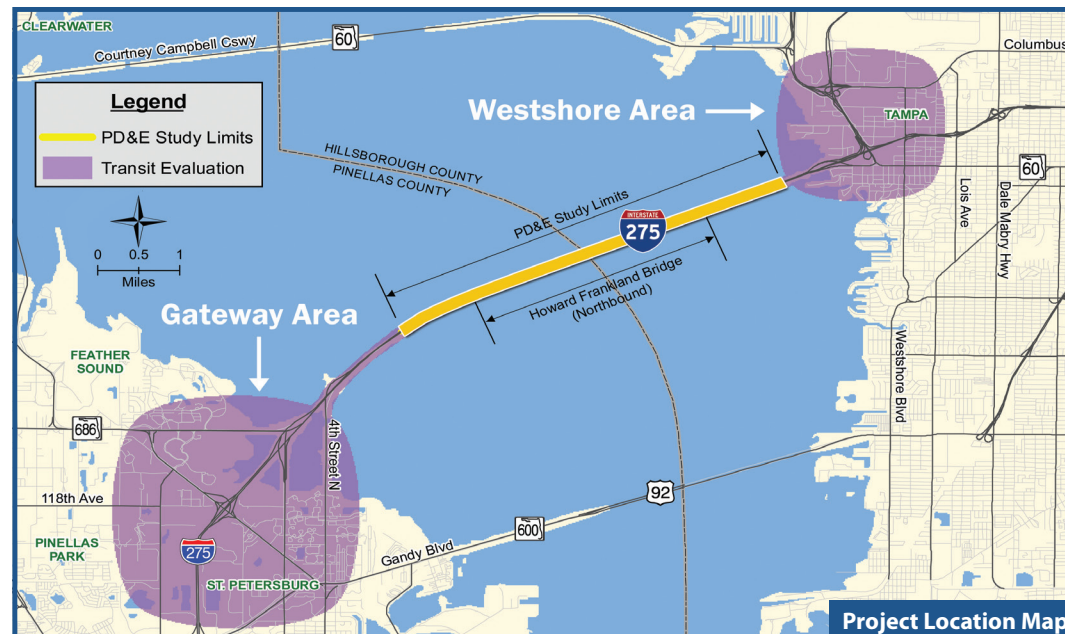 CLEARWATER
Courtney Campbell Cswy
60
Columbus
Legend
PD&E Study Limits
Transit Evaluation
Westshore Area
TAMPA
HILLSBOROUGH COUNTY
PINELLAS COUNTY
60
Lois Ave
Dale Mabry Hwy
PD&E Study Limits
INTERSTATE
275
0 0.5 1
Miles
Howard Frankland Bridge
(Northbound)
Gateway Area
FEATHER
SOUND
Westshore Blvd
686
4th Street N
118th Ave
92
600
PINELLAS
PARK
275
Gandy Blvd
ST. PETERSBURG
Project Location Map